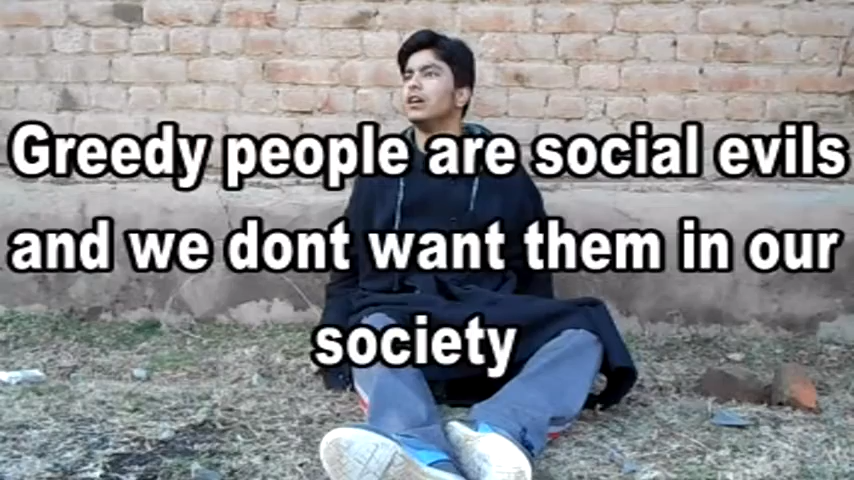 Greedy people are social evils
and we dont want them in our
society